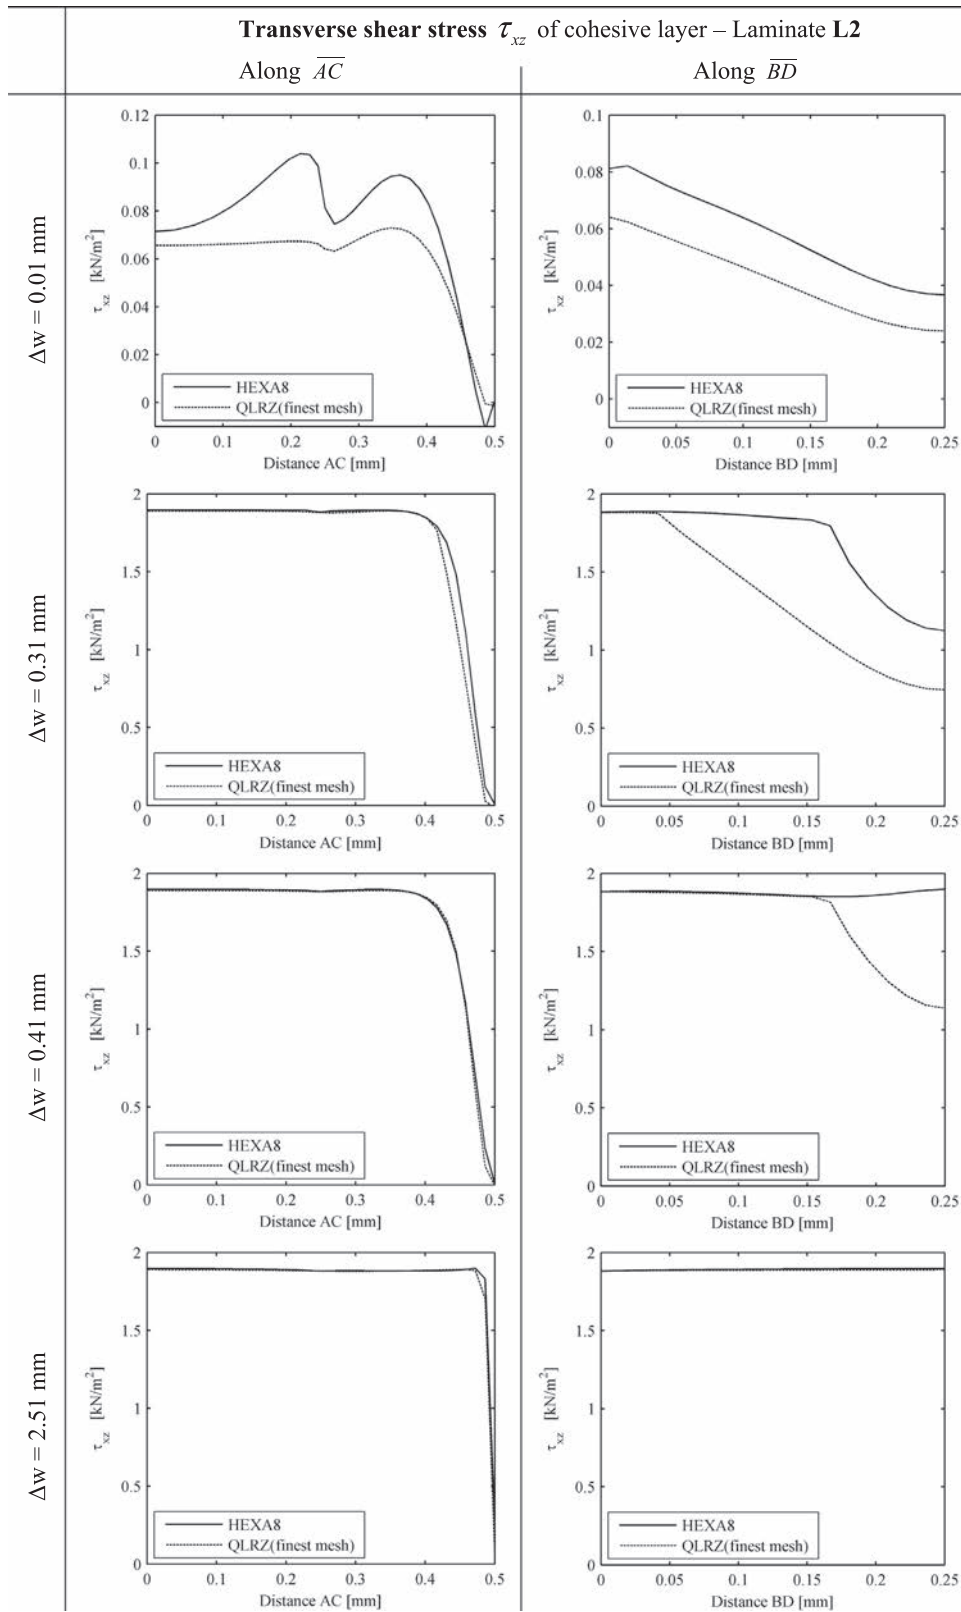 Transverse shear stress τxz of cohesive layer – Laminate L2
Along AC
Along BD
Δw = 0.01 mm
0.12
0.1
0.08
0.06
0.04
0.02
0
τxz [kN/m²]
HEXA8
QLRZ(finest mesh)
0 0.1 0.2 0.3 0.4 0.5
Distance AC [mm]
0.1
0.08
0.06
0.04
0.02
0
τxz [kN/m²]
HEXA8
QLRZ(finest mesh)
0 0.05 0.1 0.15 0.2 0.25
Distance BD [mm]
Δw = 0.31 mm
2
1.5
1
0.5
0
τxz [kN/m²]
HEXA8
QLRZ(finest mesh)
0 0.1 0.2 0.3 0.4 0.5
Distance AC [mm]
2
1.5
1
0.5
0
τxz [kN/m²]
HEXA8
QLRZ(finest mesh)
0 0.05 0.1 0.15 0.2 0.25
Distance BD [mm]
Δw = 0.41 mm
2
1.5
1
0.5
0
τxz [kN/m²]
HEXA8
QLRZ(finest mesh)
0 0.1 0.2 0.3 0.4 0.5
Distance AC [mm]
2
1.5
1
0.5
0
τxz [kN/m²]
HEXA8
QLRZ(finest mesh)
0 0.05 0.1 0.15 0.2 0.25
Distance BD [mm]
Δw = 2.51 mm
2
1.5
1
0.5
0
τxz [kN/m²]
HEXA8
QLRZ(finest mesh)
0 0.1 0.2 0.3 0.4 0.5
Distance AC [mm]
2
1.5
1
0.5
0
τxz [kN/m²]
HEXA8
QLRZ(finest mesh)
0 0.05 0.1 0.15 0.2 0.25
Distance BD [mm]